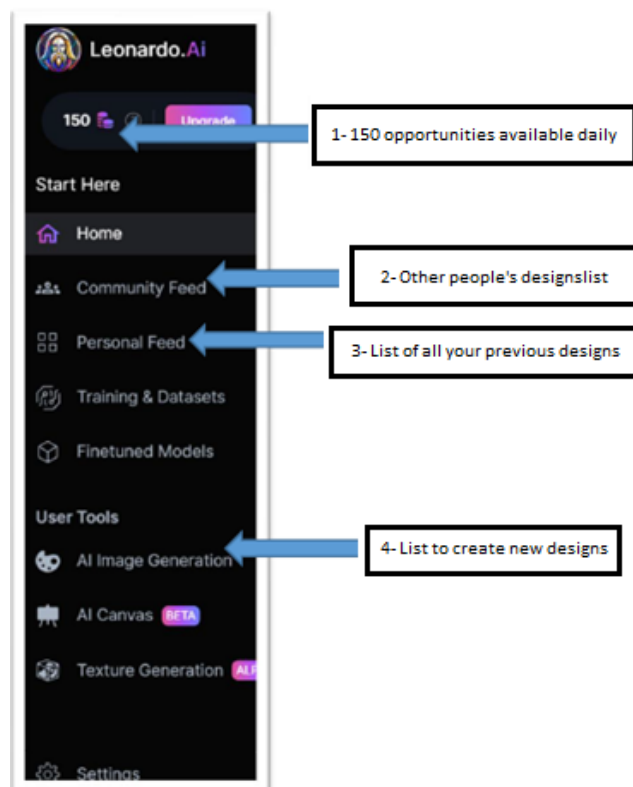 Leonardo.Ai
150 Upgrade
1- 150 opportunities available daily
Start Here
Home
Community Feed
2- Other people's designslist
Personal Feed
3- List of all your previous designs
Training & Datasets
Finetuned Models
User Tools
AI Image Generation
4- List to create new designs
AI Canvas BETA
Texture Generation
Settings